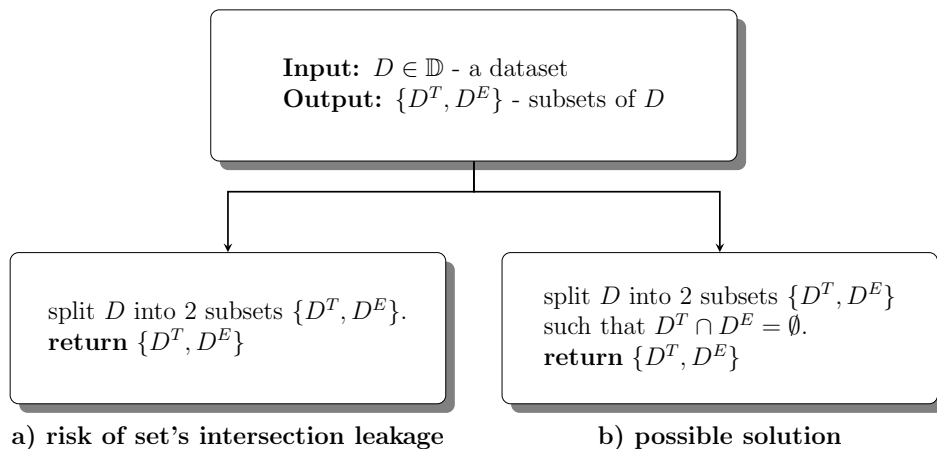 Input: D ∈ 𝔻 - a dataset
Output: {D^T, D^E} - subsets of D
split D into 2 subsets {D^T, D^E}.
return {D^T, D^E}
split D into 2 subsets {D^T, D^E}
such that D^T ∩ D^E = ∅.
return {D^T, D^E}
a) risk of set's intersection leakage
b) possible solution